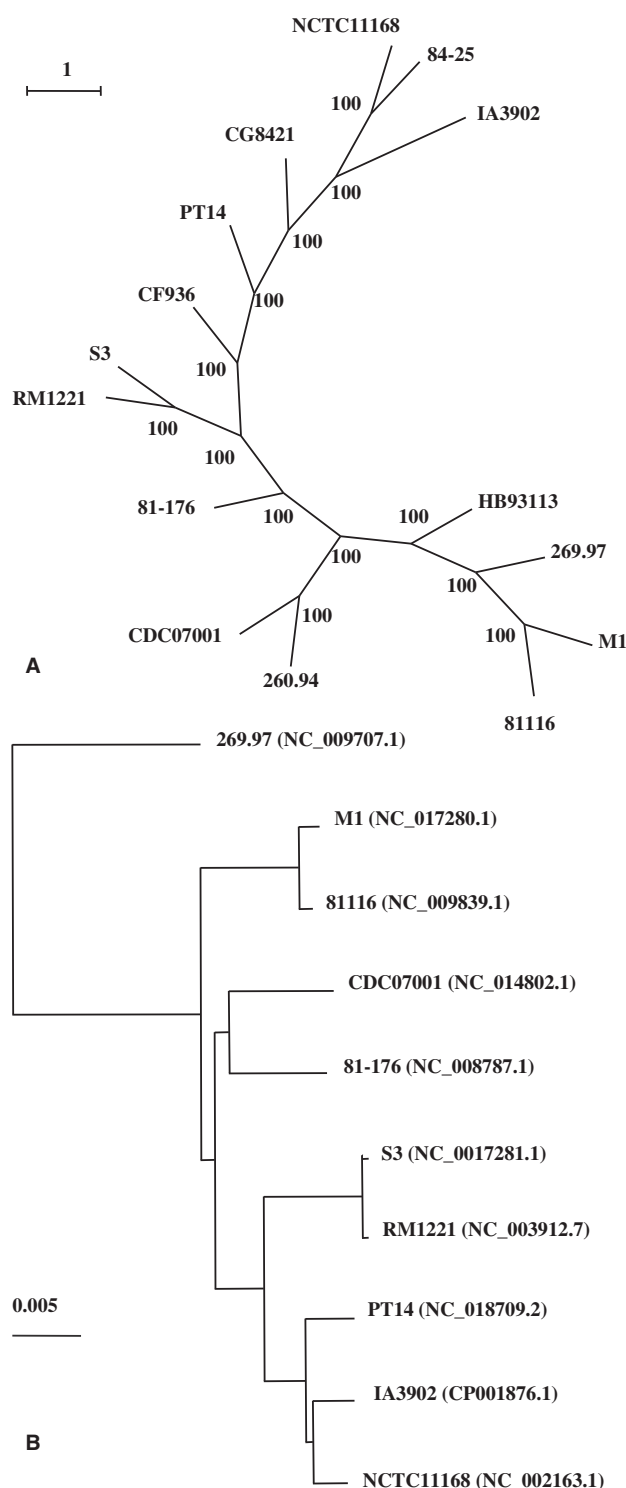 NCTC11168
84-25
1
100
IA3902
CG8421
100
PT14
100
CF936
100
S3
100
RM1221
100
100
81-176
HB93113
100
100
269.97
100
100
CDC07001
100
100
M1
A
260.94
81116
269.97 (NC_009707.1)
M1 (NC_017280.1)
81116 (NC_009839.1)
CDC07001 (NC_014802.1)
81-176 (NC_008787.1)
S3 (NC_0017281.1)
RM1221 (NC_003912.7)
0.005
PT14 (NC_018709.2)
IA3902 (CP001876.1)
B
NCTC11168 (NC_002163.1)